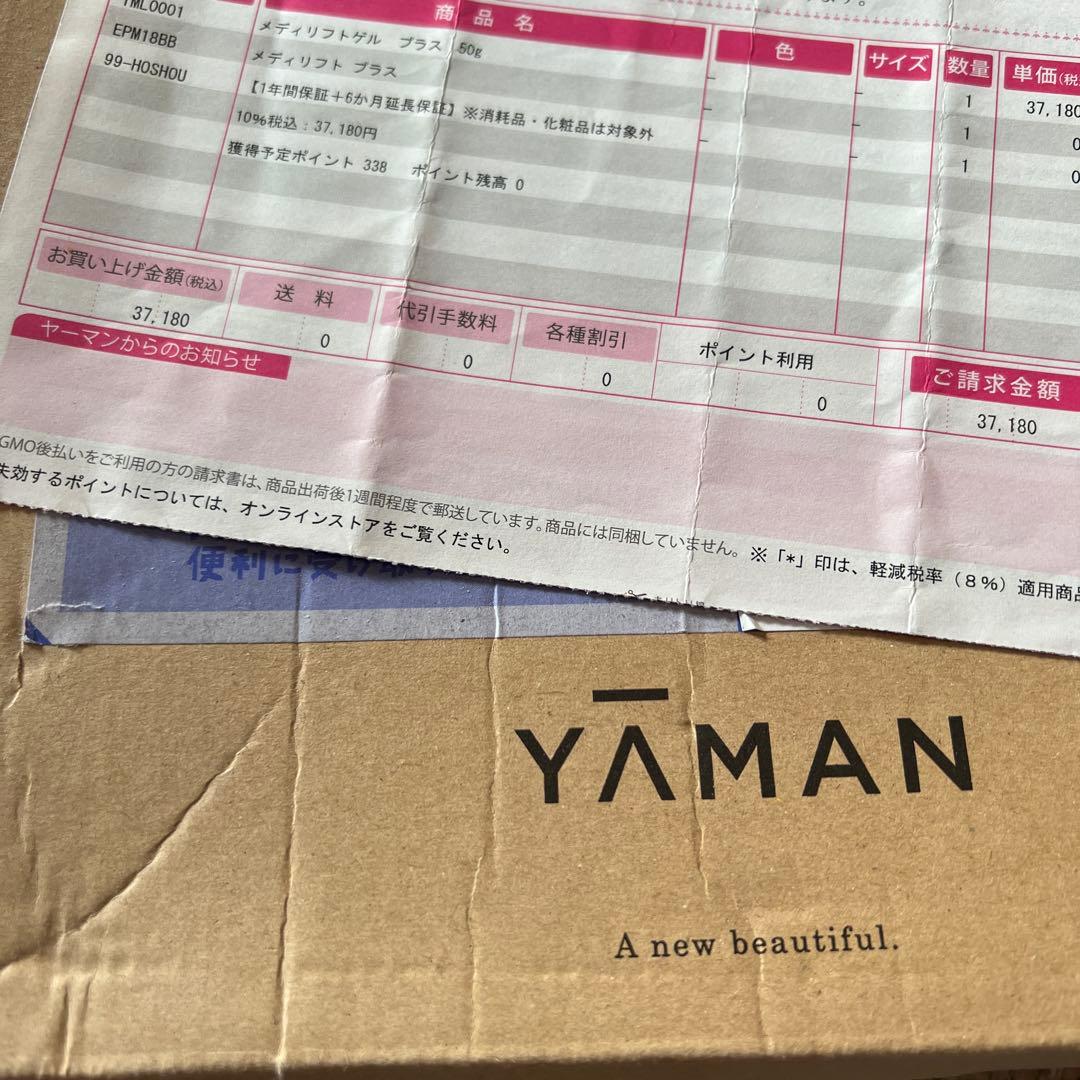 商品名 色 サイズ 数量 単価(税
TML0001 メディリフトゲル プラス 50g - - 1 37,180
EPM18BB メディリフト プラス - - 1 0
99-HOSHOU 【1年間保証+6か月延長保証】※消耗品・化粧品は対象外 - - 1 0
10%税込:37,180円
獲得予定ポイント 338 ポイント残高 0
お買い上げ金額(税込) 送料 代引手数料 各種割引 ポイント利用 ご請求金額
37,180 0 0 0 0 37,180
ヤーマンからのお知らせ
GMO後払いをご利用の方の請求書は、商品出荷後1週間程度で郵送しています。商品には同梱していません。
失効するポイントについては、オンラインストアをご覧ください。
※「*」印は、軽減税率(8%)適用商品
便利に受け
YAMAN
A new beautiful.